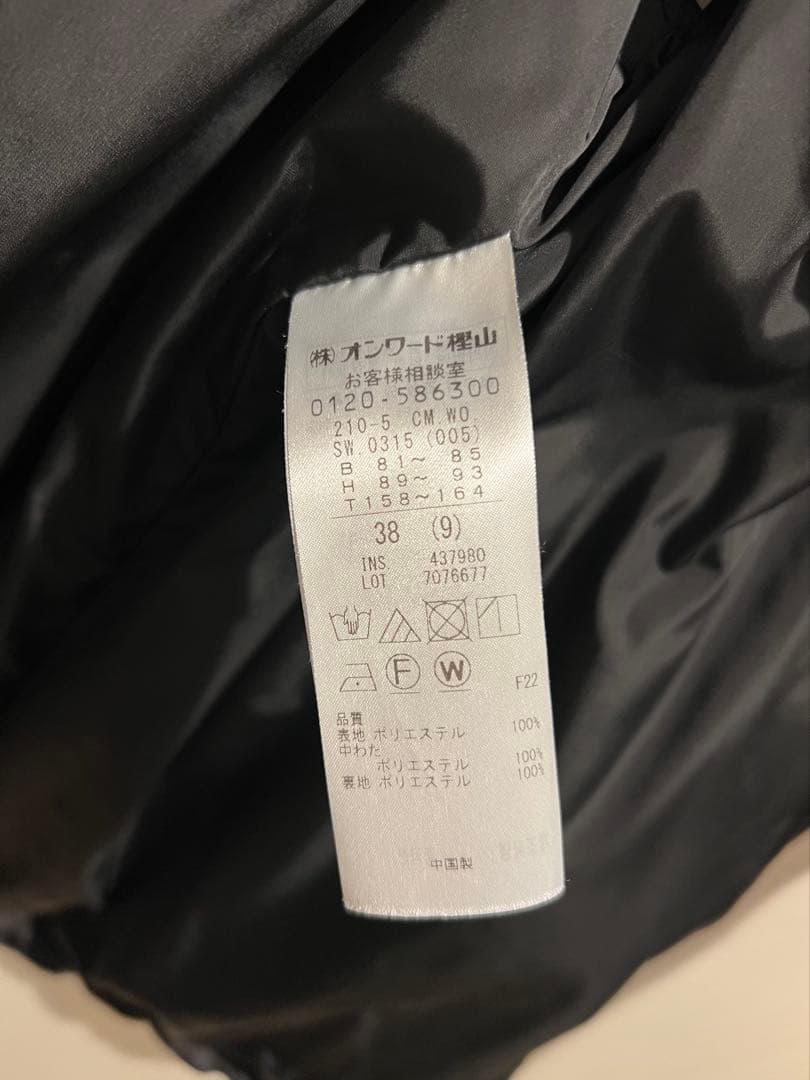 (株)オンワード樫山
お客様相談室
0120-586300
210-5 CM.WO.
SW.0315 (005)
B 81～ 85
H 89～ 93
T158～164
38 (9)
INS 437980
LOT 7076677
F W
F22
品質
表地 ポリエステル 100%
中わた
ポリエステル 100%
裏地 ポリエステル 100%
中国製